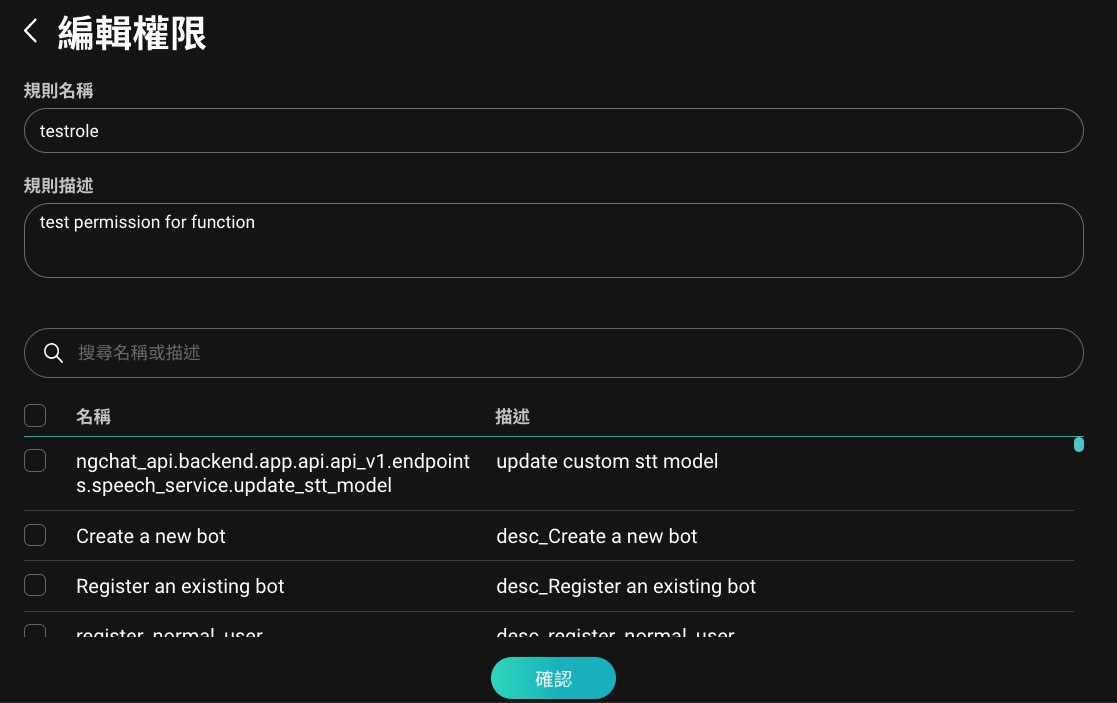 編輯權限
規則名稱
testrole
規則描述
test permission for function
搜尋名稱或描述
名稱 描述
ngchat_api.backend.app.api.api_v1.endpoint update custom stt model
s.speech_service.update_stt_model
Create a new bot desc_Create a new bot
Register an existing bot desc_Register an existing bot
register_normal_user desc_register_normal_user
確認